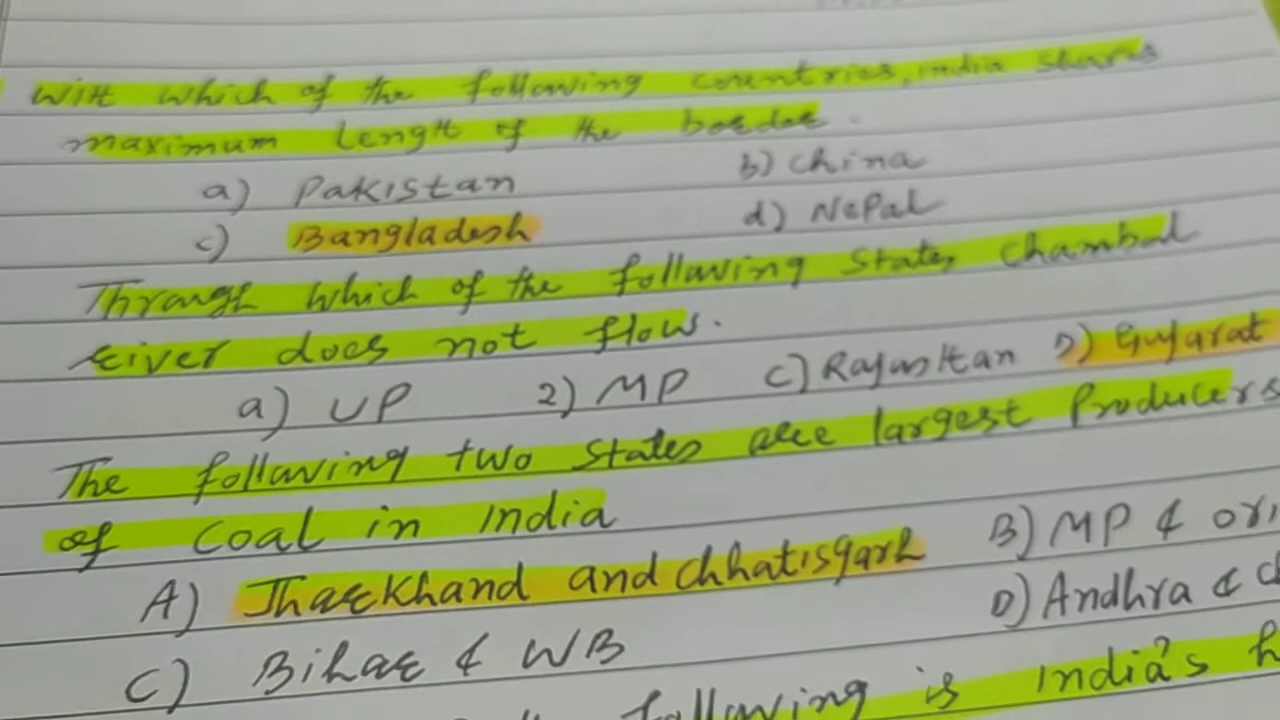 with which of the following countries, india shares
maximum length of the border.
a) Pakistan b) China
c) Bangladesh d) Nepal
Through which of the following states chambal
river does not flow.
a) UP 2) MP c) Rajasthan D) Gujarat
The following two states are largest Producers
of Coal in india
A) Jharkhand and chhatisgarh B) MP & ori
C) Bihar & WB D) Andhra &
following is india's